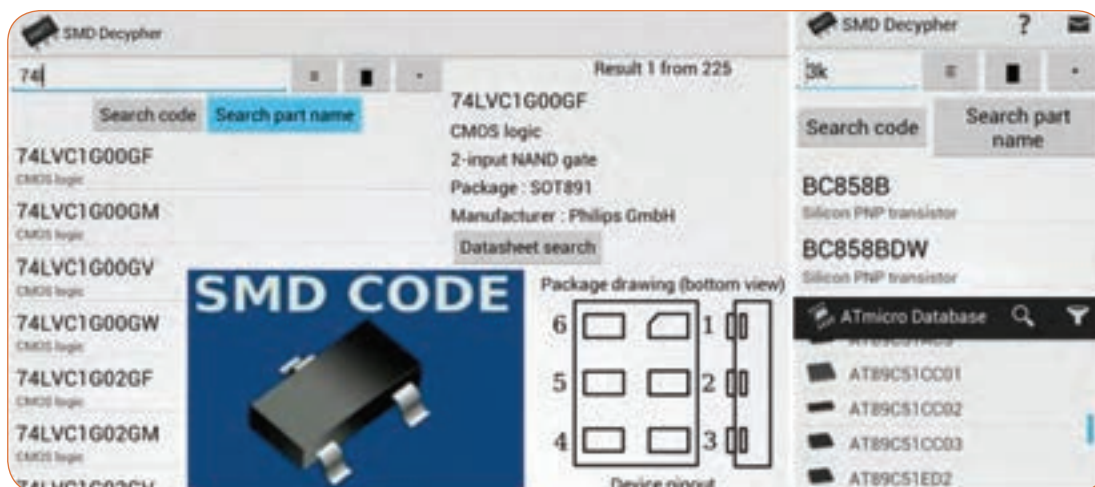 SMD Decypher
74l
Search code Search part name
74LVC1G00GF
CMOS logic
74LVC1G00GM
CMOS logic
74LVC1G00GV
CMOS logic
74LVC1G00GW
CMOS logic
74LVC1G02GF
CMOS logic
74LVC1G02GM
CMOS logic
74LVC1G02GV
Result 1 from 225
74LVC1G00GF
CMOS logic
2-input NAND gate
Package : SOT891
Manufacturer : Philips GmbH
Datasheet search
SMD CODE
Package drawing (bottom view)
6 1
5 2
4 3
Device pinout
SMD Decypher ?
3k
Search code Search part name
BC858B
Silicon PNP transistor
BC858BDW
Silicon PNP transistor
ATmicro Database
AT89C51CC01
AT89C51CC02
AT89C51CC03
AT89C51ED2